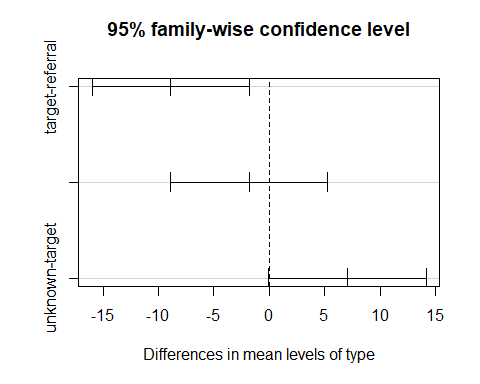 95% family-wise confidence level
target-referral
unknown-target
-15 -10 -5 0 5 10 15
Differences in mean levels of type